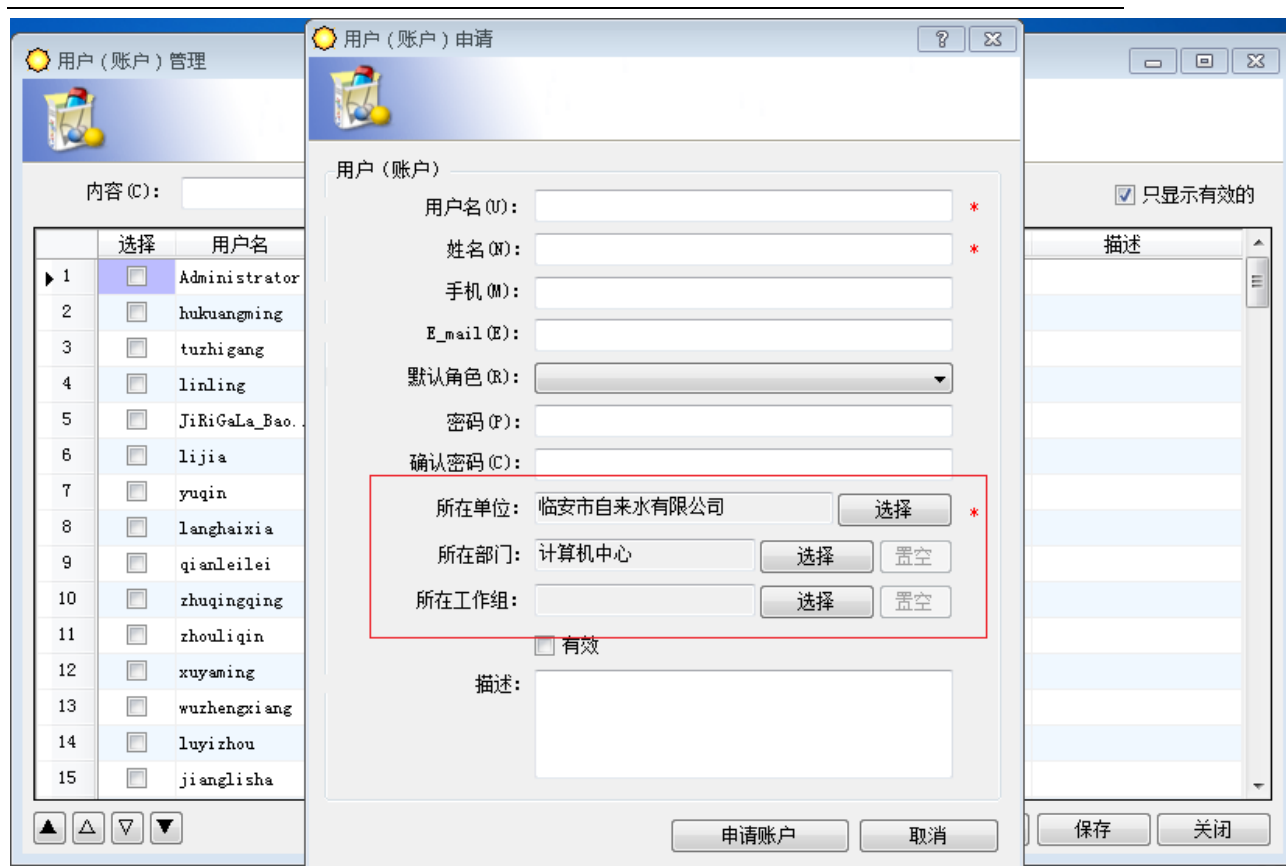 用户（账户）管理
内容(C):
只显示有效的
选择 用户名 描述
1 Administrator
2 hukuangming
3 tuzhigang
4 linling
5 JiRiGaLa_Bao..
6 lijia
7 yuqin
8 langhaixia
9 qianleilei
10 zhuqingqing
11 zhouliqin
12 xuyaming
13 wuzhengxiang
14 luyizhou
15 jianglisha
保存 关闭
用户（账户）申请
用户（账户）
用户名(U): *
姓名(N): *
手机(M):
E_mail(E):
默认角色(R):
密码(P):
确认密码(C):
所在单位: 临安市自来水有限公司 选择 *
所在部门: 计算机中心 选择 置空
所在工作组: 选择 置空
有效
描述:
申请账户 取消